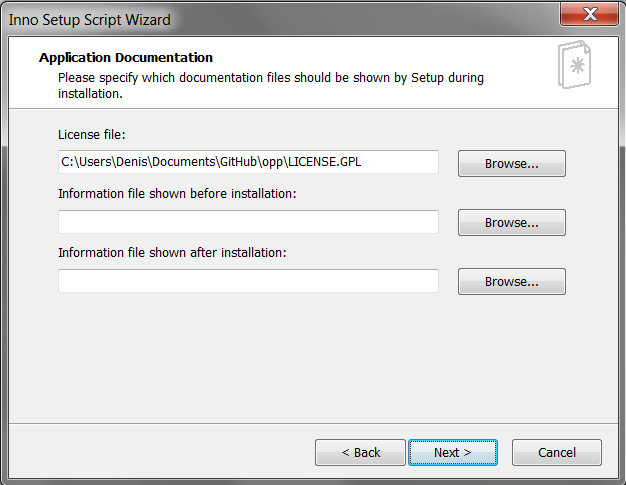 Inno Setup Script Wizard
Application Documentation
Please specify which documentation files should be shown by Setup during
installation.
License file:
C:\Users\Denis\Documents\GitHub\opp\LICENSE.GPL
Browse...
Information file shown before installation:
Browse...
Information file shown after installation:
Browse...
< Back
Next >
Cancel